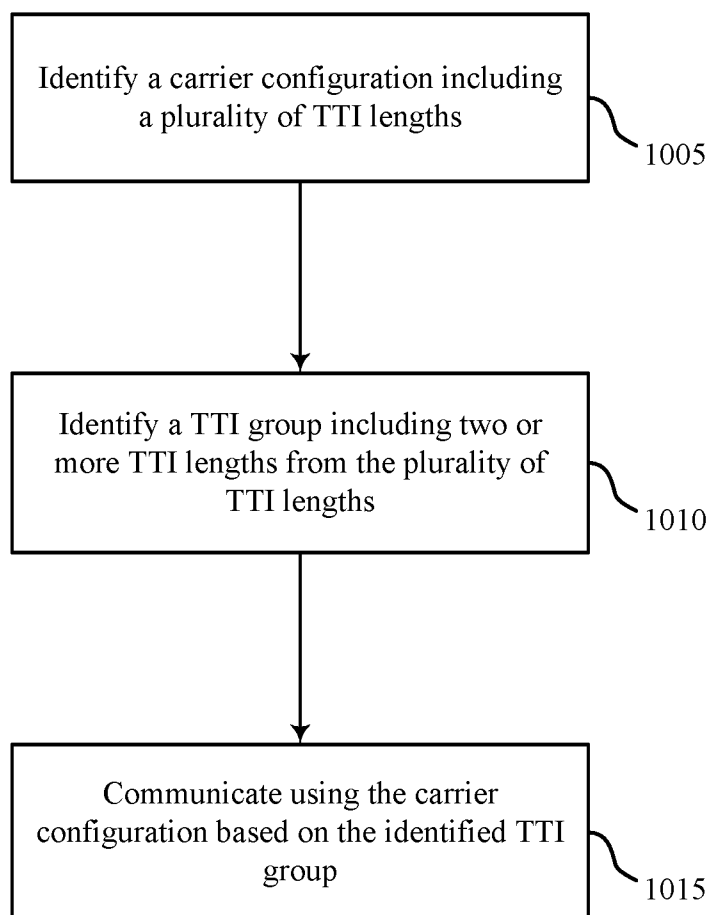 Identify a carrier configuration including
a plurality of TTI lengths
1005
Identify a TTI group including two or
more TTI lengths from the plurality of
TTI lengths
1010
Communicate using the carrier
configuration based on the identified TTI
group
1015